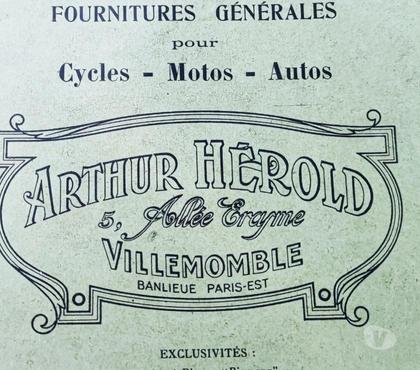 FOURNITURES GÉNÉRALES
pour
Cycles - Motos - Autos
ARTHUR HÉROLD
5, Allée Erayme
VILLEMOMBLE
BANLIEUE PARIS-EST
EXCLUSIVITÉS :